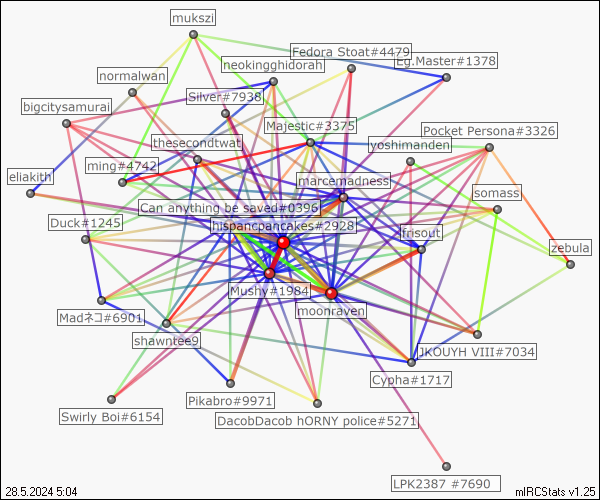 mukszi
Fedora Stoat#4479
Eg.Master#1378
neokingghidorah
normalwan
Silver#7938
bigcitysamurai
Majestic#3375
Pocket Persona#3326
thesecondtwat
yoshimanden
ming#4742
eliakith
marcemadness
somass
Can anything be saved#0396
Duck#1245
hispancpancakes#2928
frisout
zebula
Mushy#1984
moonraven
Madネコ#6901
shawntee9
JKOUYH VIII#7034
Cypha#1717
Pikabro#9971
Swirly Boi#6154
DacobDacob hORNY police#5271
LPK2387 #7690
28.5.2024 5:04
mIRCStats v1.25